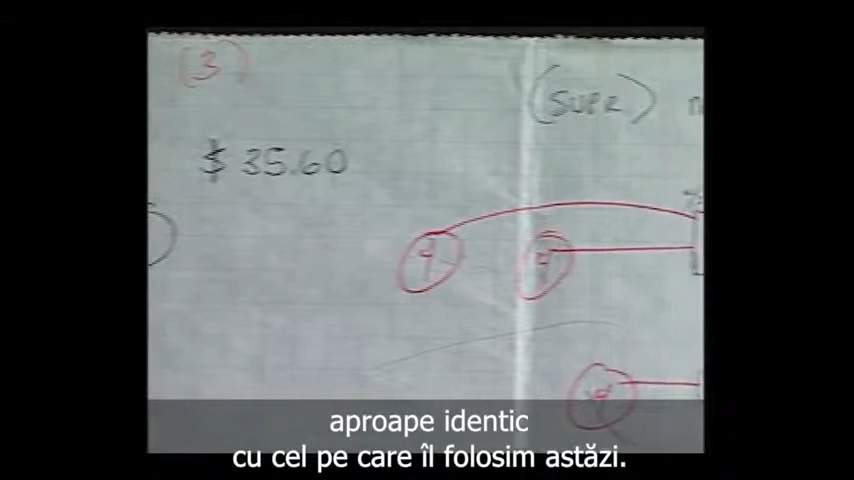 (3)
(SUPR)
$ 35.60
aproape identic
cu cel pe care îl folosim astăzi.